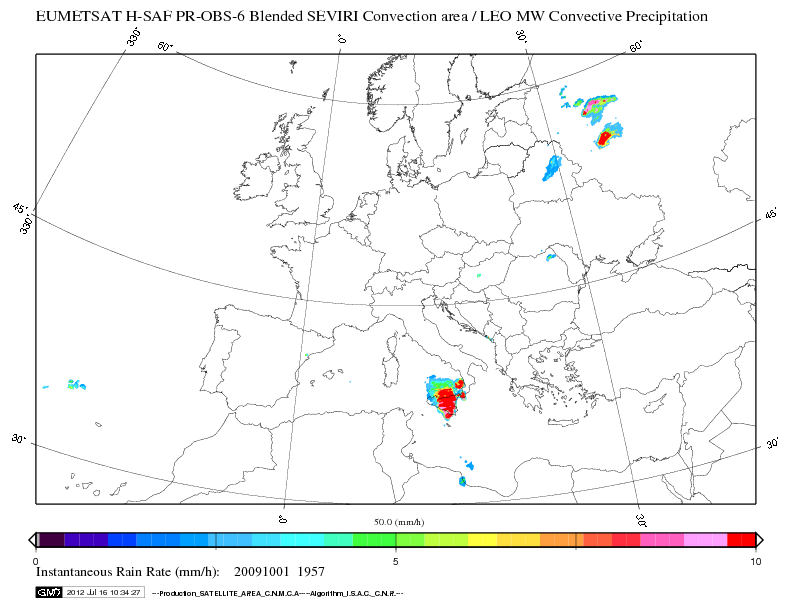 EUMETSAT H-SAF PR-OBS-6 Blended SEVIRI Convection area / LEO MW Convective Precipitation
330° 60° 0° 30° 60°
45° 330° 45°
30° 30°
0° 30°
50.0 (mm/h)
0 5 10
Instantaneous Rain Rate (mm/hr): 20091001 1957
GMD 2012 Jul 16 10:34:27 ---Production_SATELLITE_AREA_C.N.M.C.A----Algorithm_I.S.A.C._C.N.R.---